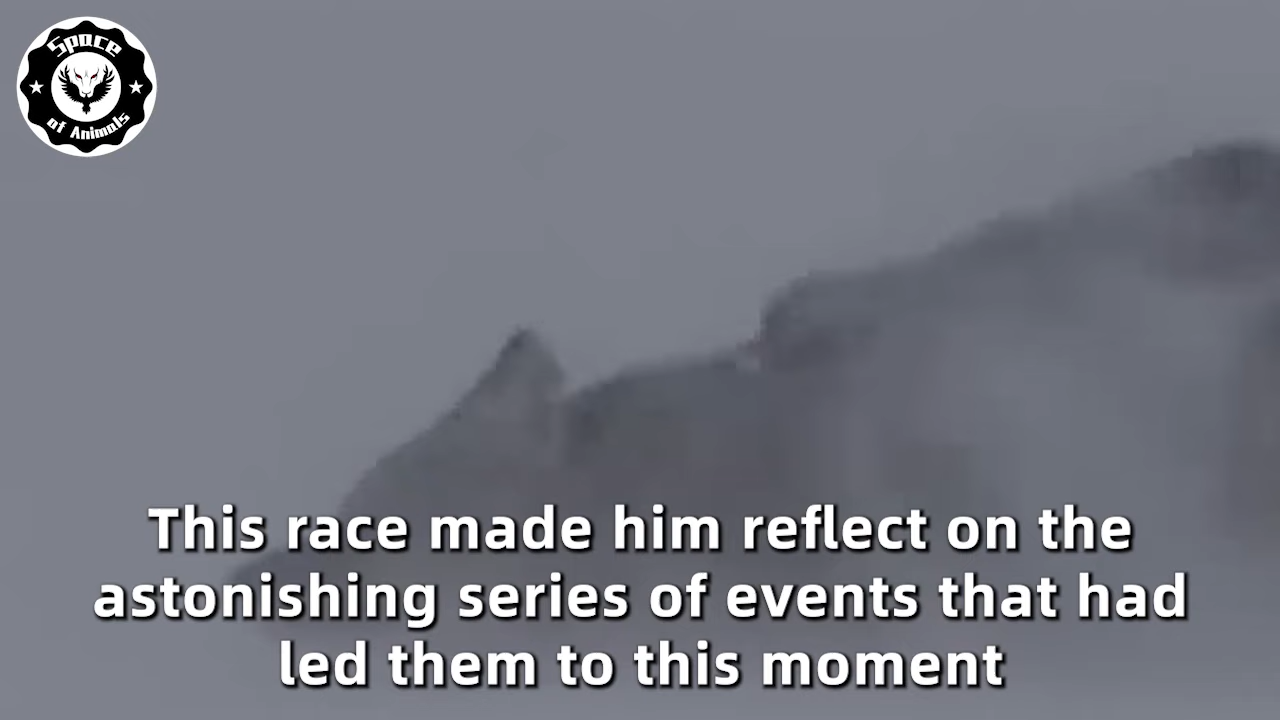 Space
of Animals
This race made him reflect on the
astonishing series of events that had
led them to this moment